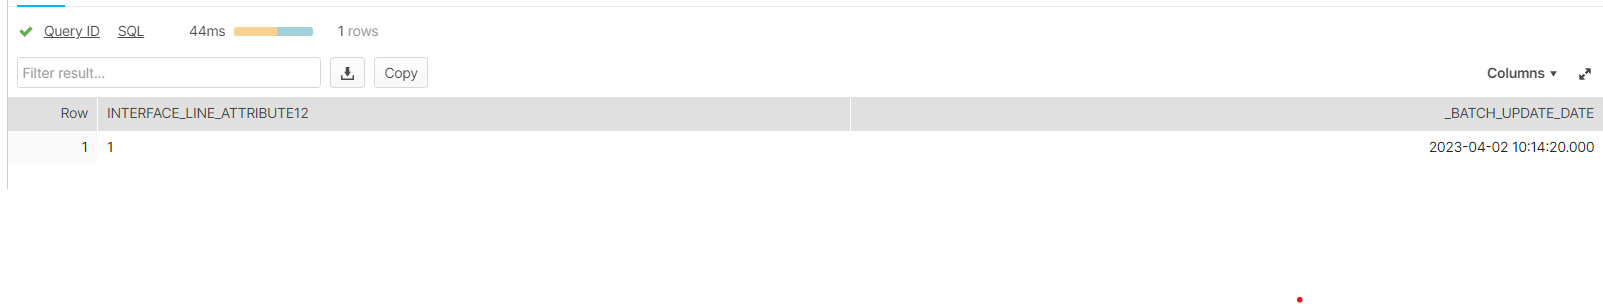 Query ID SQL 44ms 1 rows
Filter result... Copy Columns
Row INTERFACE_LINE_ATTRIBUTE12 _BATCH_UPDATE_DATE
1 1 2023-04-02 10:14:20.000